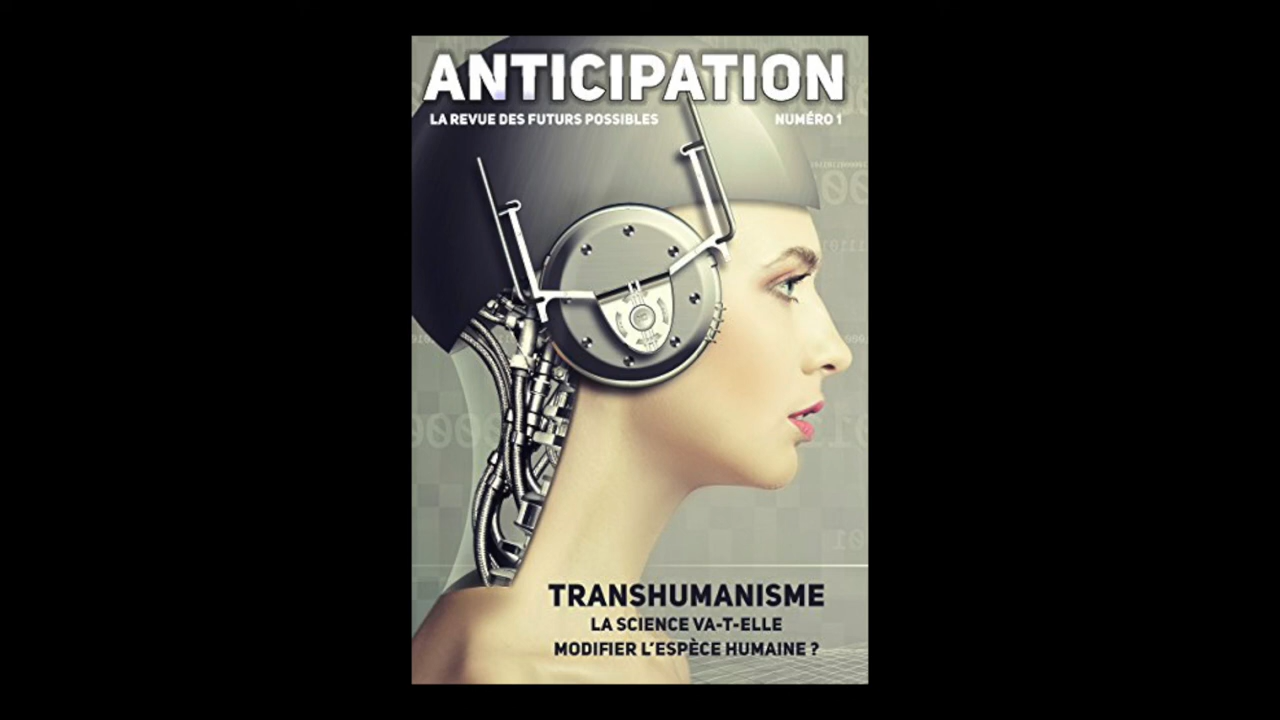 ANTICIPATION
LA REVUE DES FUTURS POSSIBLES NUMÉRO 1
TRANSHUMANISME
LA SCIENCE VA-T-ELLE
MODIFIER L'ESPÈCE HUMAINE ?